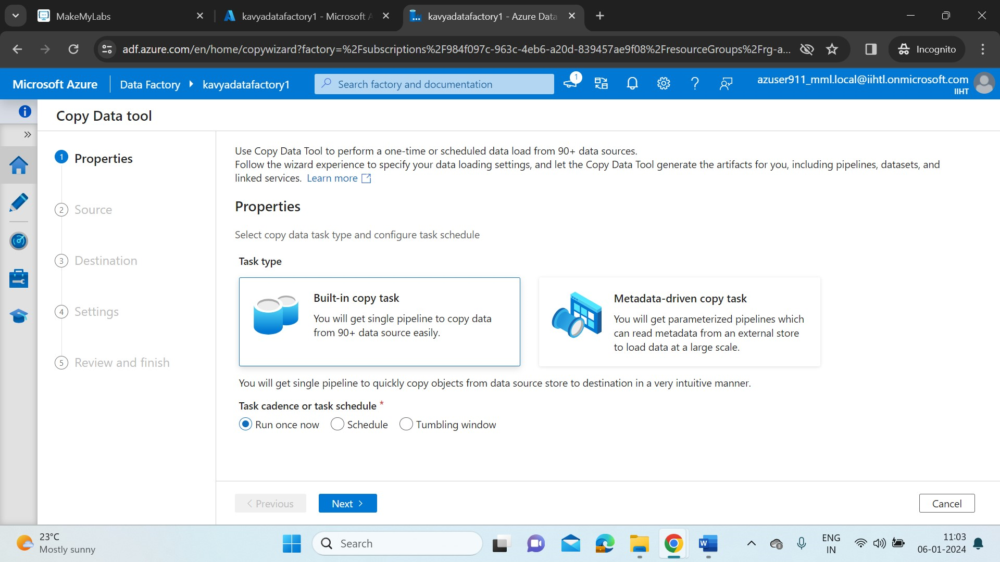 MakeMyLabs
kavyadatafactory1 - Microsoft A
kavyadatafactory1 - Azure Data
adf.azure.com/en/home/copywizard?factory=%2Fsubscriptions%2F984f097c-963c-4eb6-a20d-839457ae9f08%2FresourceGroups%2Frg-a...
Incognito
Microsoft Azure
Data Factory
kavyadatafactory1
Search factory and documentation
1
azuser911_mml.local@iihtl.onmicrosoft.com
IIHT
Copy Data tool
1 Properties
2 Source
3 Destination
4 Settings
5 Review and finish
Use Copy Data Tool to perform a one-time or scheduled data load from 90+ data sources.
Follow the wizard experience to specify your data loading settings, and let the Copy Data Tool generate the artifacts for you, including pipelines, datasets, and
linked services. Learn more
Properties
Select copy data task type and configure task schedule
Task type
Built-in copy task
You will get single pipeline to copy data
from 90+ data source easily.
Metadata-driven copy task
You will get parameterized pipelines which
can read metadata from an external store
to load data at a large scale.
You will get single pipeline to quickly copy objects from data source store to destination in a very intuitive manner.
Task cadence or task schedule *
Run once now
Schedule
Tumbling window
< Previous
Next >
Cancel
23°C
Mostly sunny
Search
W
ENG
IN
11:03
06-01-2024